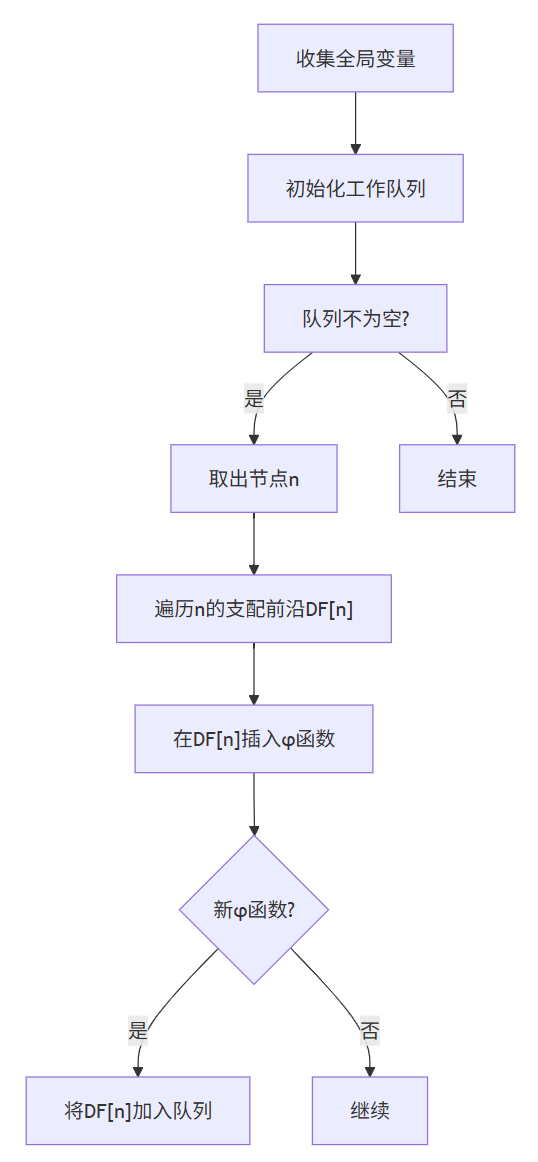 收集全局变量
初始化工作队列
队列不为空?
是
否
取出节点n
结束
遍历n的支配前沿DF[n]
在DF[n]插入φ函数
新φ函数?
是
否
将DF[n]加入队列
继续